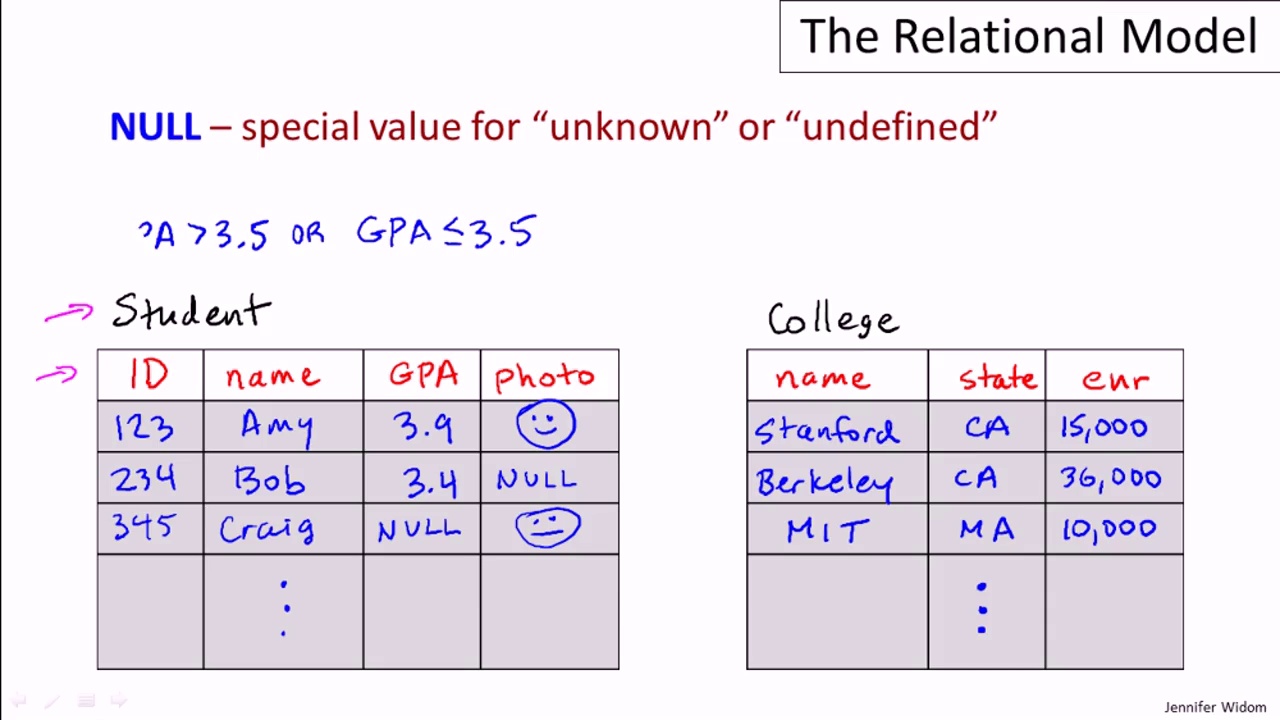 The Relational Model
NULL – special value for “unknown” or “undefined”
A > 3.5 OR GPA ≤ 3.5
Student
ID name GPA photo
123 Amy 3.9
234 Bob 3.4 NULL
345 Craig NULL
College
name state enr
Stanford CA 15,000
Berkeley CA 36,000
MIT MA 10,000
Jennifer Widom